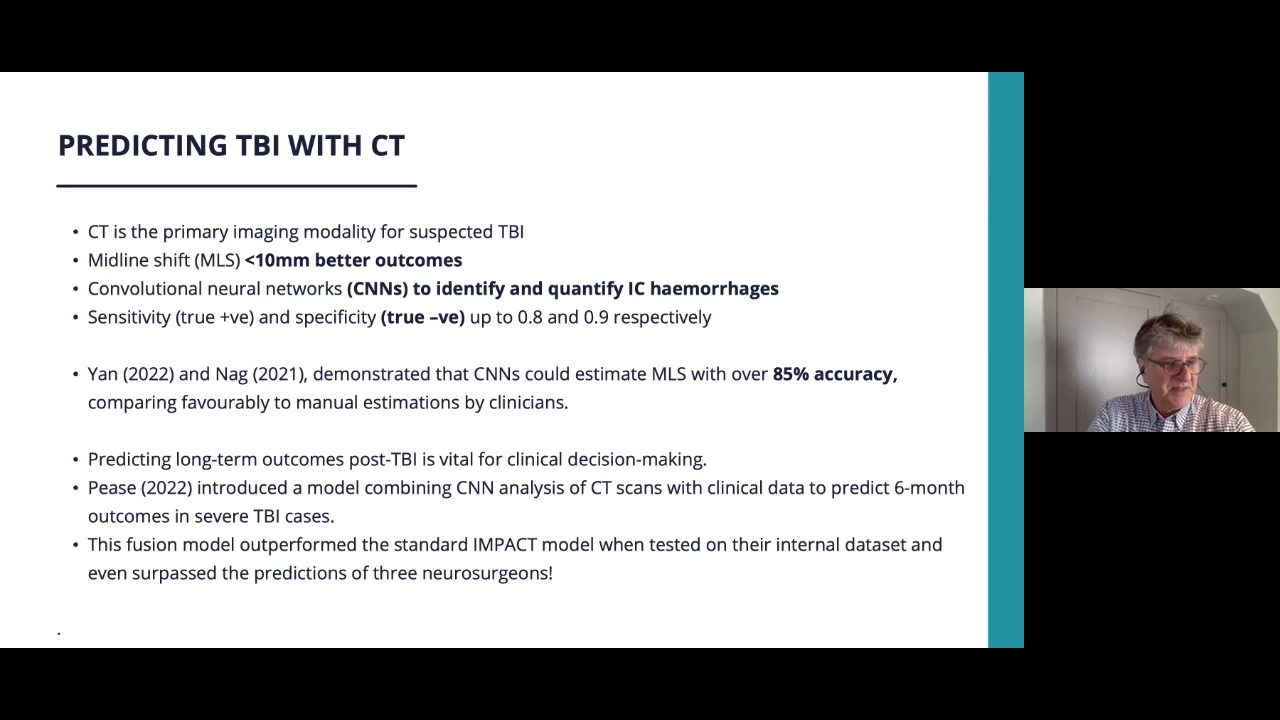 PREDICTING TBI WITH CT
• CT is the primary imaging modality for suspected TBI
• Midline shift (MLS) <10mm better outcomes
• Convolutional neural networks (CNNs) to identify and quantify IC haemorrhages
• Sensitivity (true +ve) and specificity (true –ve) up to 0.8 and 0.9 respectively
• Yan (2022) and Nag (2021), demonstrated that CNNs could estimate MLS with over 85% accuracy,
comparing favourably to manual estimations by clinicians.
• Predicting long-term outcomes post-TBI is vital for clinical decision-making.
• Pease (2022) introduced a model combining CNN analysis of CT scans with clinical data to predict 6-month
outcomes in severe TBI cases.
• This fusion model outperformed the standard IMPACT model when tested on their internal dataset and
even surpassed the predictions of three neurosurgeons!
.